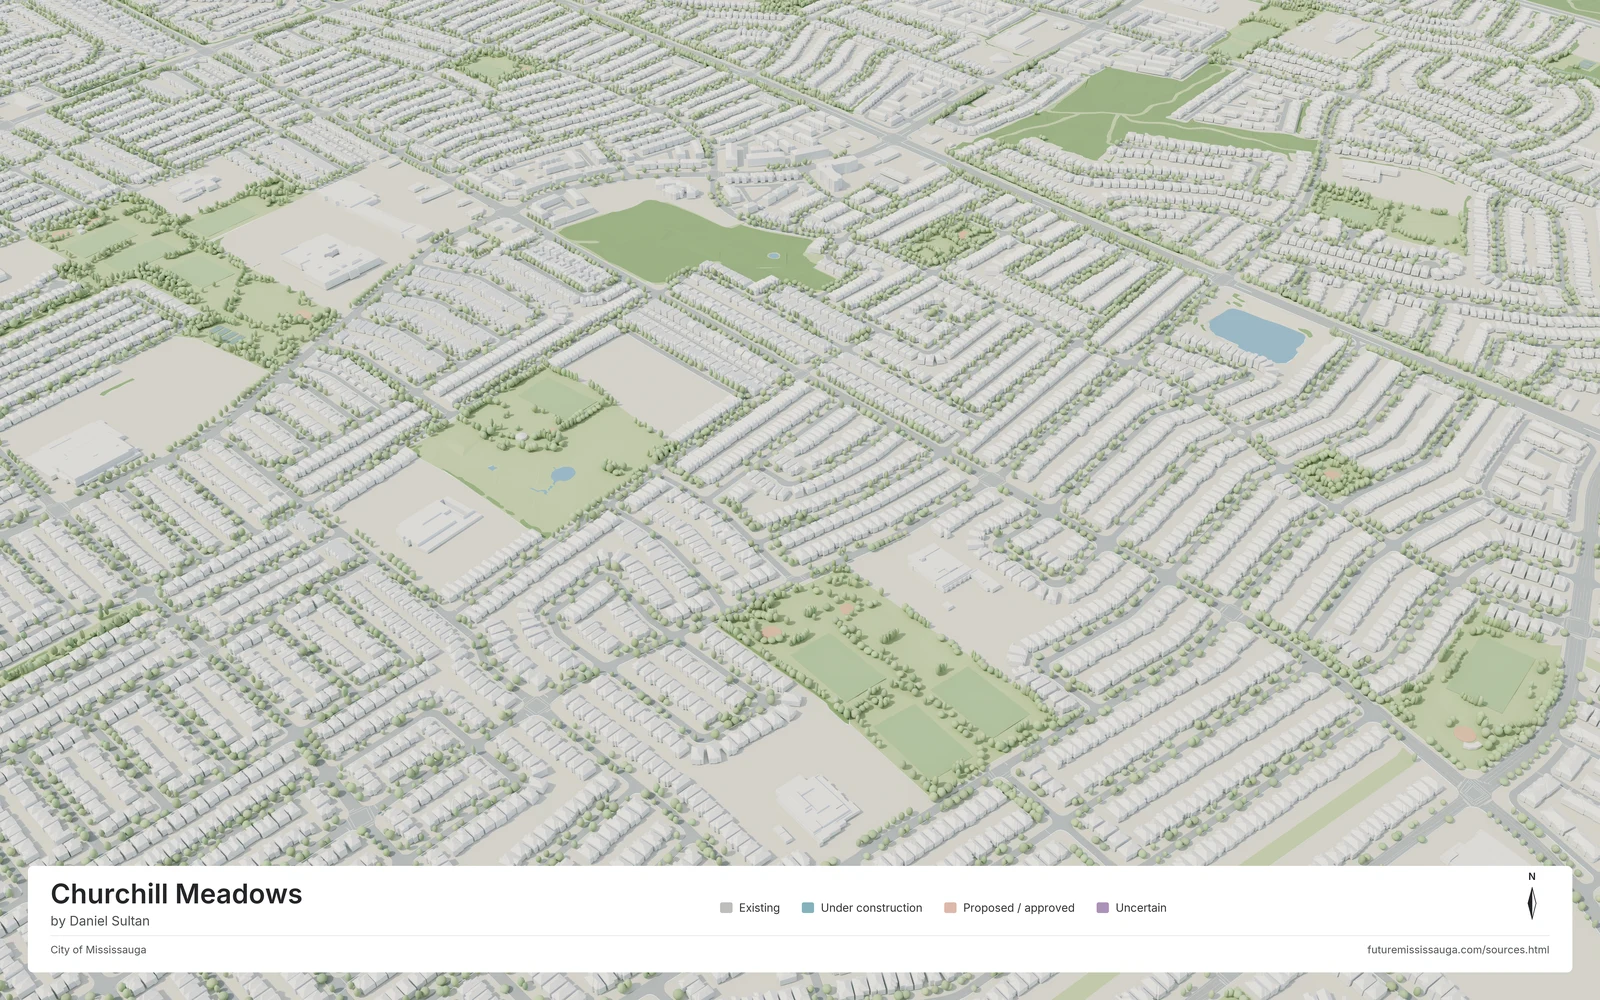 Churchill Meadows
by Daniel Sultan
Existing
Under construction
Proposed / approved
Uncertain
N
City of Mississauga
futuremississauga.com/sources.html